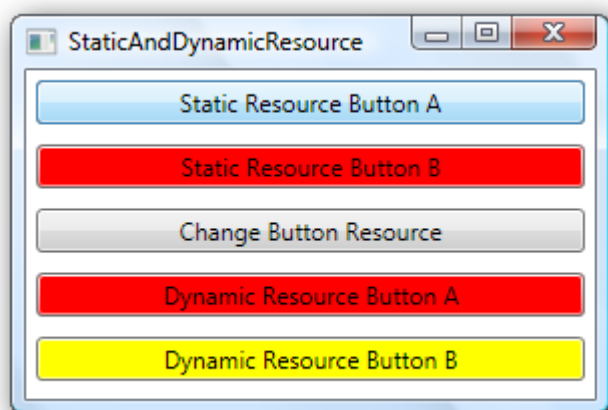 StaticAndDynamicResource
Static Resource Button A
Static Resource Button B
Change Button Resource
Dynamic Resource Button A
Dynamic Resource Button B